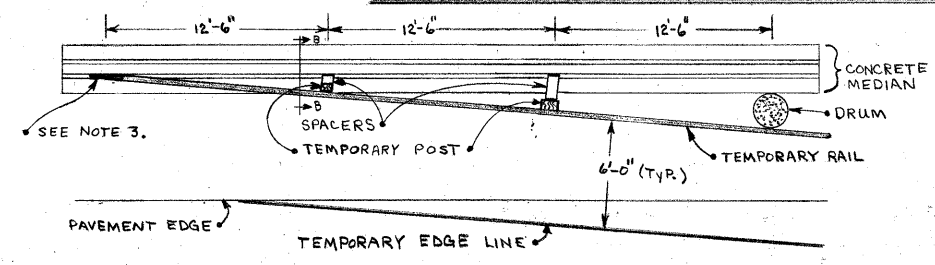 12'-6" 12'-6" 12'-6"
B
CONCRETE
MEDIAN
DRUM
SEE NOTE 3.
B
SPACERS
TEMPORARY POST
TEMPORARY RAIL
6'-0" (TYP.)
PAVEMENT EDGE
TEMPORARY EDGE LINE